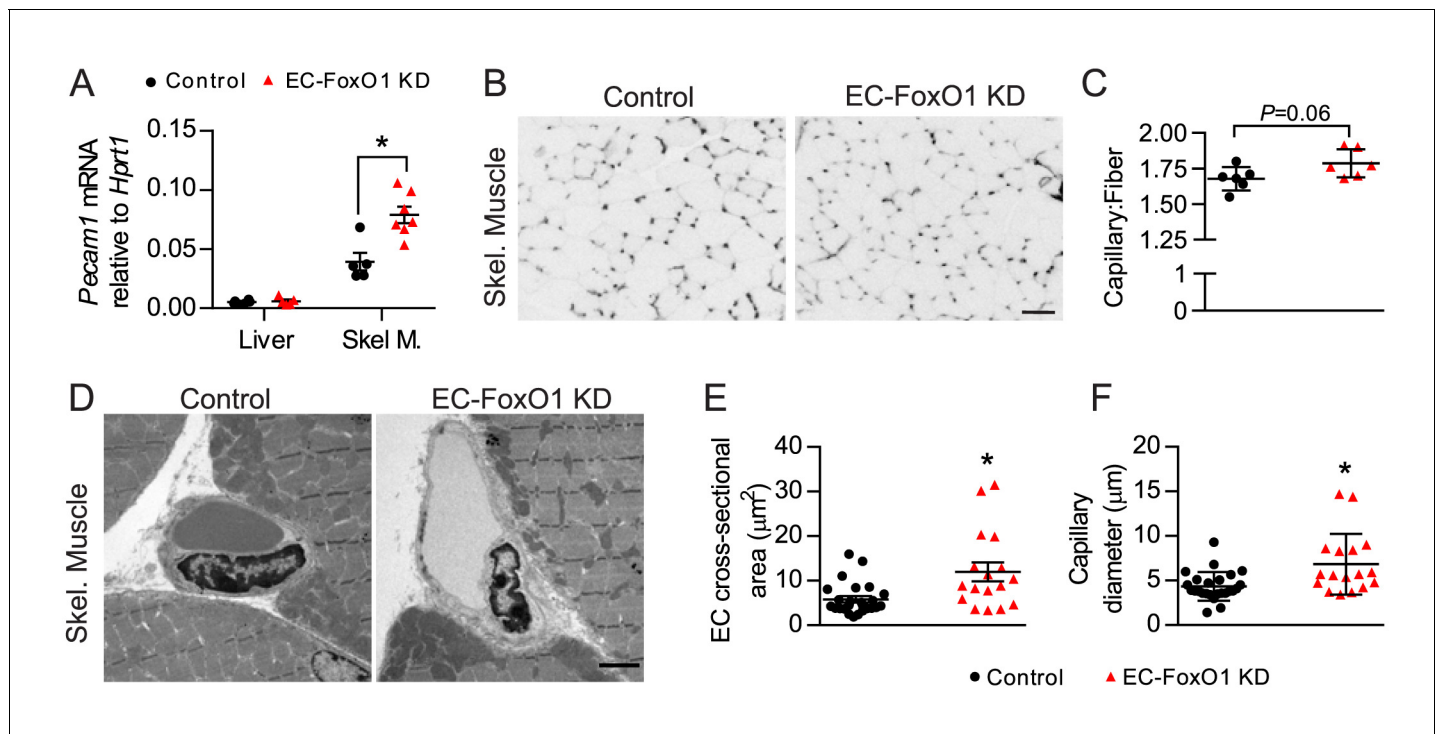 A
Control
EC-FoxO1 KD
Pecam1 mRNA
relative to Hprt1
0.15
0.10
0.05
0.00
*
Liver
Skel M.
B
Control
EC-FoxO1 KD
Skel. Muscle
C
P=0.06
Capillary:Fiber
2.00
1.75
1.50
1.25
1
0
D
Control
EC-FoxO1 KD
Skel. Muscle
E
EC cross-sectional
area (μm²)
40
30
20
10
0
*
F
Capillary
diameter (μm)
20
15
10
5
0
*
Control
EC-FoxO1 KD